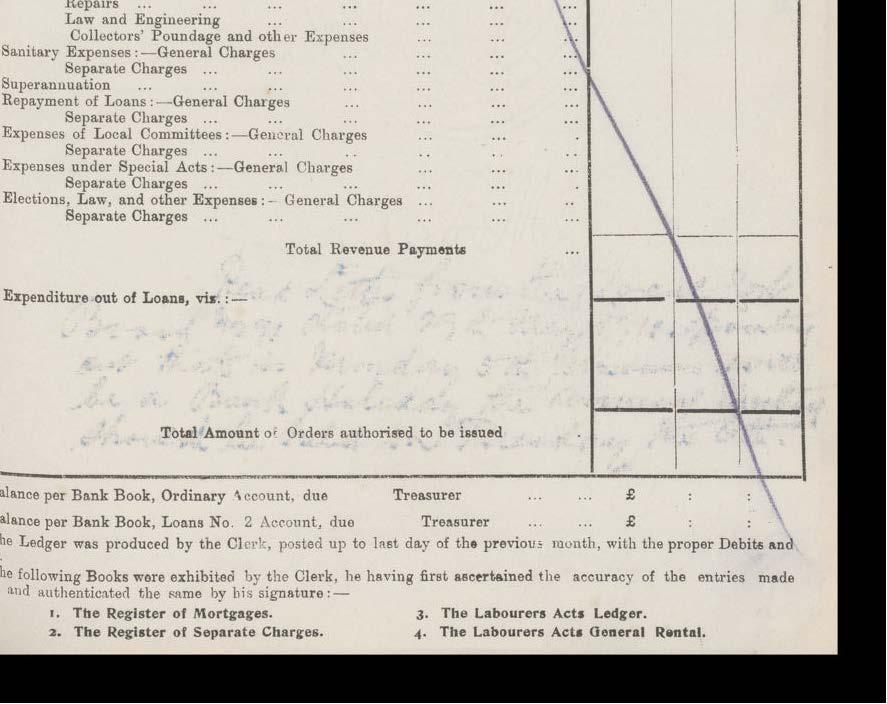 Repairs ... ... ... ... ... ... ...
Law and Engineering ... ... ... ... ...
Collectors' Poundage and other Expenses ... ... ...
Sanitary Expenses:—General Charges ... ... ... ...
Separate Charges ... ... ... ... ... ...
Superannuation ... ... ... ... ... ... ...
Repayment of Loans:—General Charges ... ... ... ...
Separate Charges ... ... ... ... ... ...
Expenses of Local Committees:—General Charges ... ... ...
Separate Charges ... ... .. .. .. ..
Expenses under Special Acts:—General Charges ... ... ...
Separate Charges ... ... ... ... ... .
Elections, Law, and other Expenses:— General Charges ... ... ..
Separate Charges ... ... ... ... ... ...
Total Revenue Payments ...
Expenditure out of Loans, viz.:—
Total Amount of Orders authorised to be issued .
alance per Bank Book, Ordinary Account, due Treasurer ... ... £ : :
alance per Bank Book, Loans No. 2 Account, due Treasurer ... ... £ : :
he Ledger was produced by the Clerk, posted up to last day of the previous month, with the proper Debits and
he following Books were exhibited by the Clerk, he having first ascertained the accuracy of the entries made
and authenticated the same by his signature:—
1. The Register of Mortgages. 3. The Labourers Acts Ledger.
2. The Register of Separate Charges. 4. The Labourers Acts General Rental.